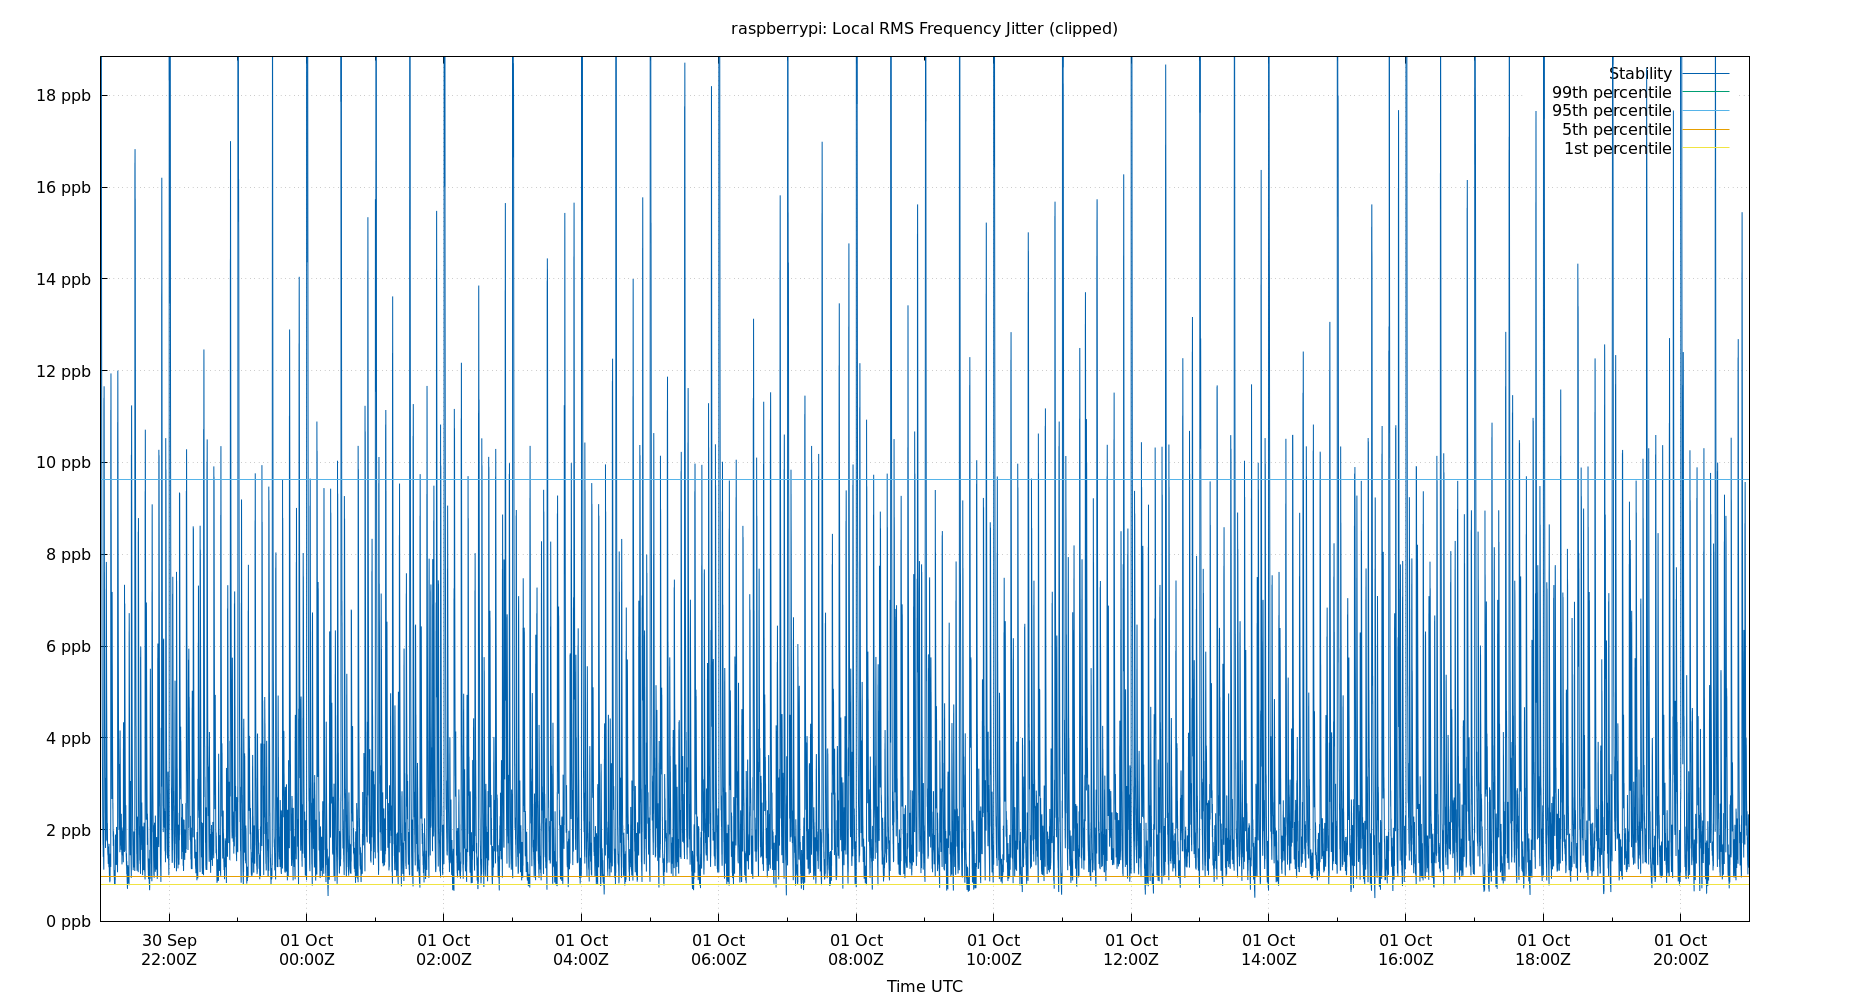 raspberrypi: Local RMS Frequency Jitter (clipped)
Stability
99th percentile
95th percentile
5th percentile
1st percentile
18 ppb
16 ppb
14 ppb
12 ppb
10 ppb
8 ppb
6 ppb
4 ppb
2 ppb
0 ppb
30 Sep 01 Oct 01 Oct 01 Oct 01 Oct 01 Oct 01 Oct 01 Oct 01 Oct 01 Oct 01 Oct 01 Oct
22:00Z 00:00Z 02:00Z 04:00Z 06:00Z 08:00Z 10:00Z 12:00Z 14:00Z 16:00Z 18:00Z 20:00Z
Time UTC